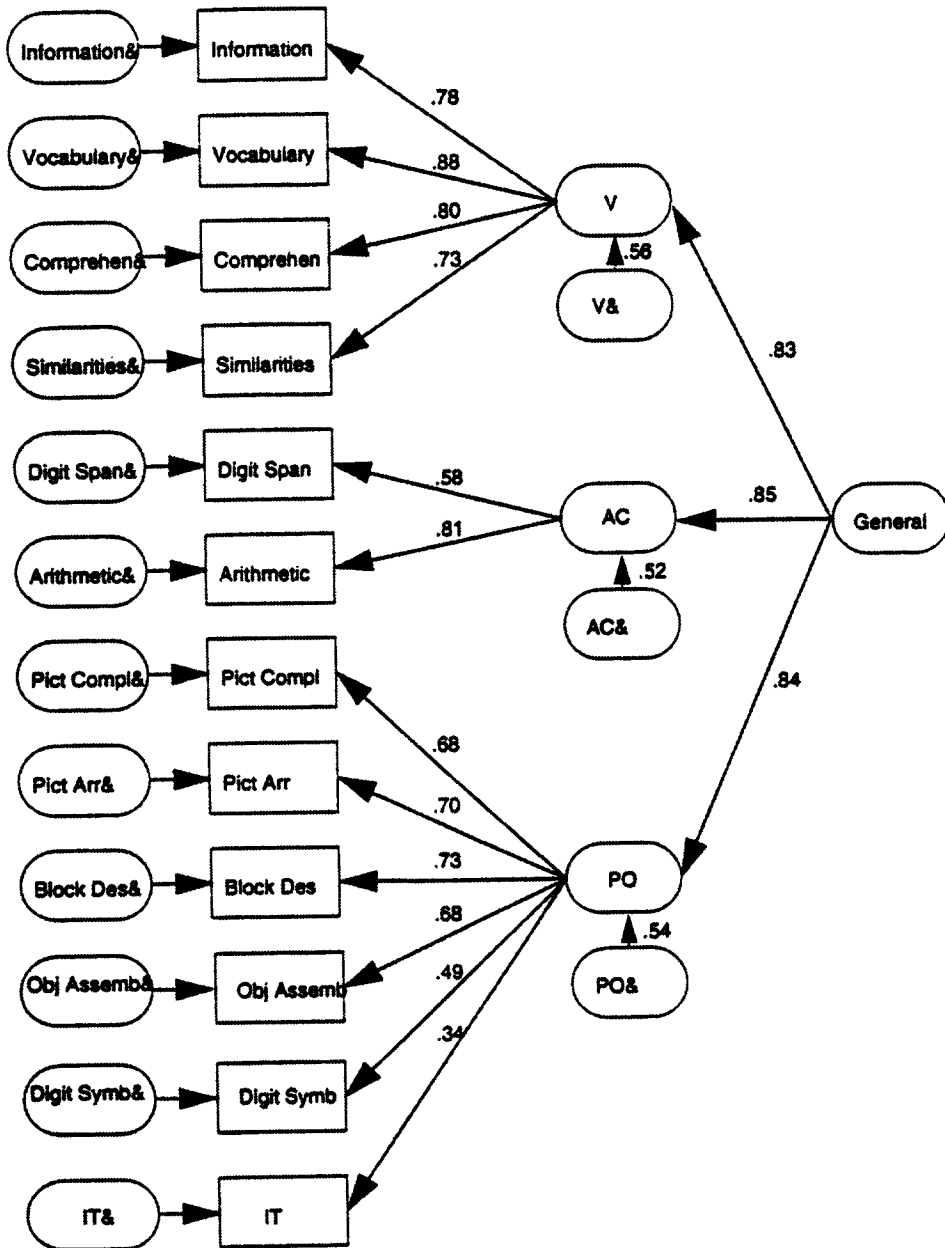 Information&
Information
.78
Vocabulary&
Vocabulary
.88
V
.80
Comprehen&
Comprehen
.56
.73
V&
.83
Similarities&
Similarities
Digit Span&
Digit Span
.58
AC
.85
General
.81
Arithmetic&
Arithmetic
.52
AC&
Pict Compl&
Pict Compl
.84
.68
Pict Arr&
Pict Arr
.70
.73
Block Des&
Block Des
PO
.68
.54
.49
Obj Assemb&
Obj Assemb
PO&
.34
Digit Symb&
Digit Symb
IT&
IT